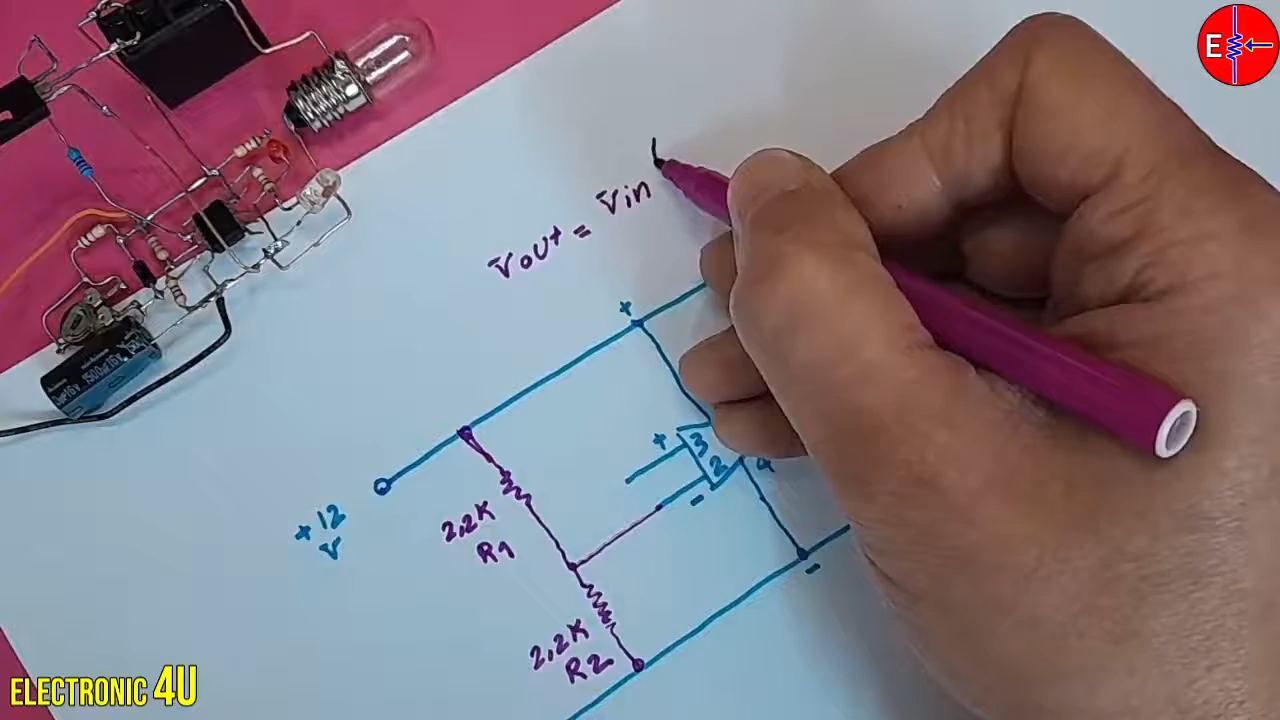 E
Vout = Vin
+
+12
V
2,2K
R1
+
3
2
4
-
-
2,2K
R2
ELECTRONIC 4U